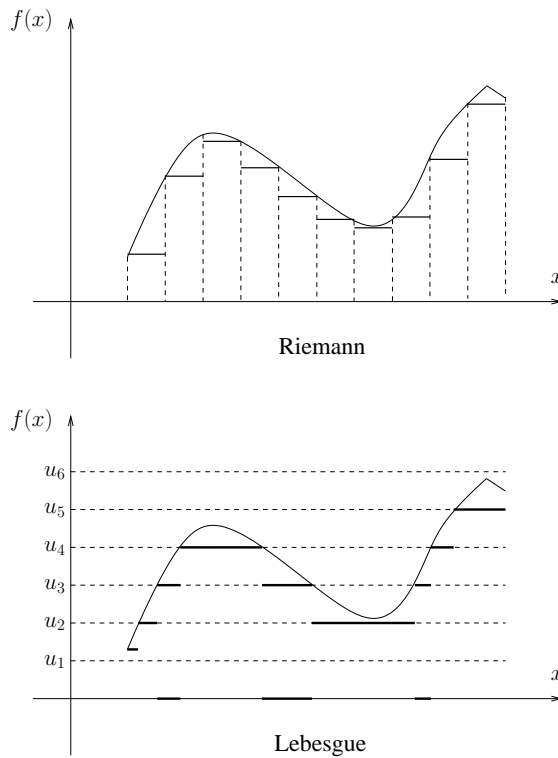 f(x)
x
Riemann
f(x)
u₆
u₅
u₄
u₃
u₂
u₁
x
Lebesgue